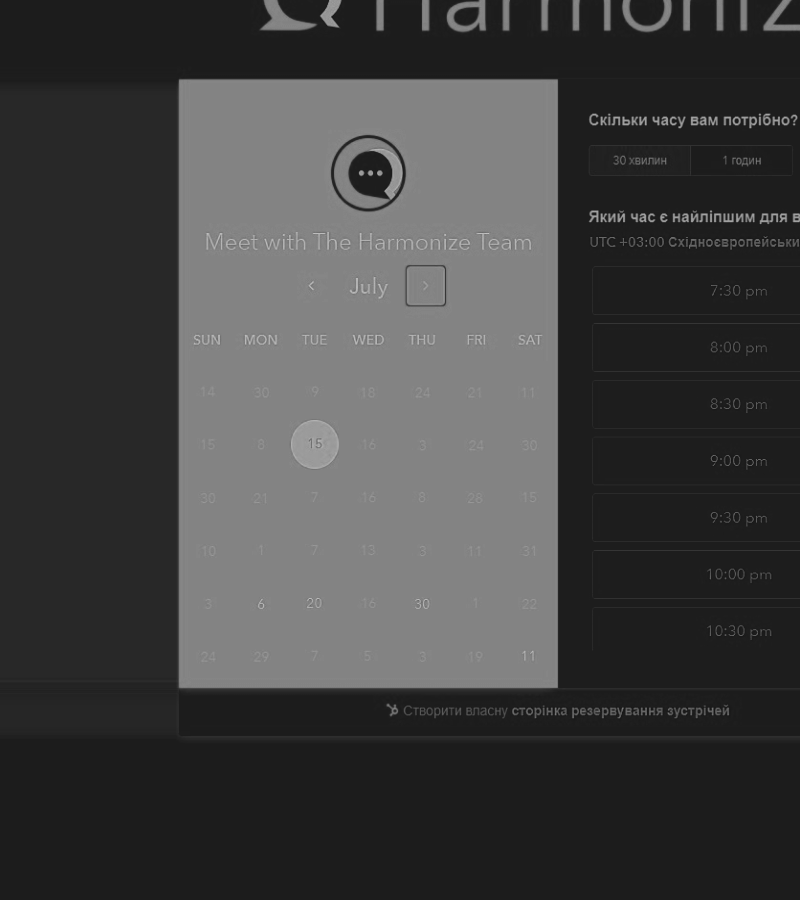 Harmoniz
Meet with The Harmonize Team
July
SUN MON TUE WED THU FRI SAT
14 30 9 18 24 21 11
15 8 15 16 3 24 30
30 21 7 16 8 28 15
10 1 7 13 3 11 31
3 6 20 16 30 1 22
24 29 7 5 3 19 11
Скільки часу вам потрібно?
30 хвилин 1 годин
Який час є найліпшим для в
UTC +03:00 Східноєвропейськи
7:30 pm
8:00 pm
8:30 pm
9:00 pm
9:30 pm
10:00 pm
10:30 pm
Створити власну сторінка резервування зустрічей